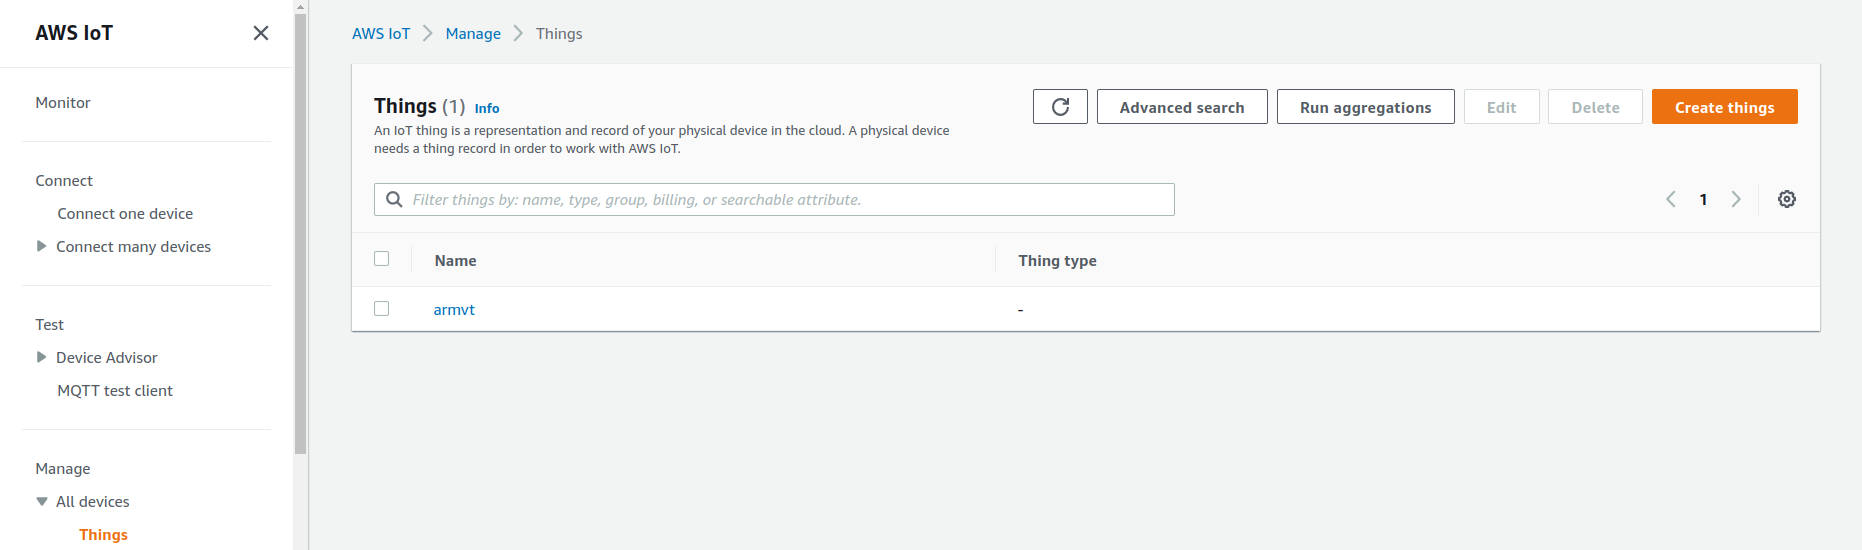 AWS IoT
Monitor
Connect
Connect one device
Connect many devices
Test
Device Advisor
MQTT test client
Manage
All devices
Things
AWS IoT Manage Things
Things (1) Info
An IoT thing is a representation and record of your physical device in the cloud. A physical device
needs a thing record in order to work with AWS IoT.
Advanced search Run aggregations Edit Delete Create things
Filter things by: name, type, group, billing, or searchable attribute.
1
Name Thing type
armvt -